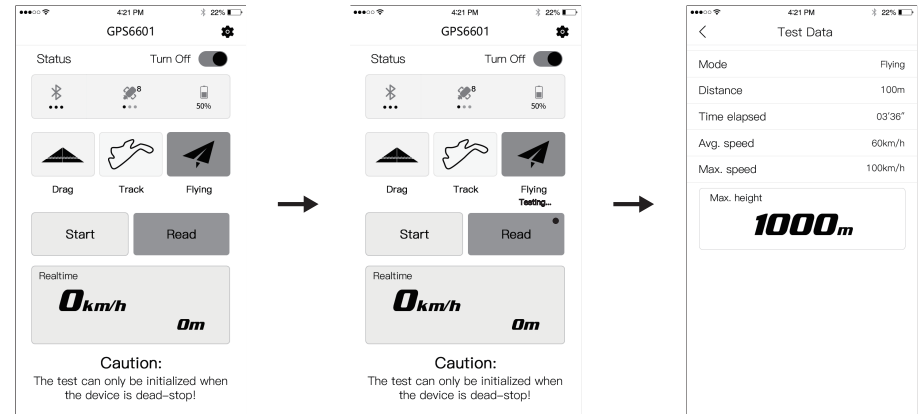 4:21 PM 22%
GPS6601
Status Turn Off
8
50%
Drag Track Flying
Start Read
Realtime
0km/h
0m
Caution:
The test can only be initialized when
the device is dead-stop!
4:21 PM 22%
GPS6601
Status Turn Off
8
50%
Drag Track Flying
Testing...
Start Read
Realtime
0km/h
0m
Caution:
The test can only be initialized when
the device is dead-stop!
4:21 PM 22%
Test Data
Mode Flying
Distance 100m
Time elapsed 03'36"
Avg. speed 60km/h
Max. speed 100km/h
Max. height
1000m